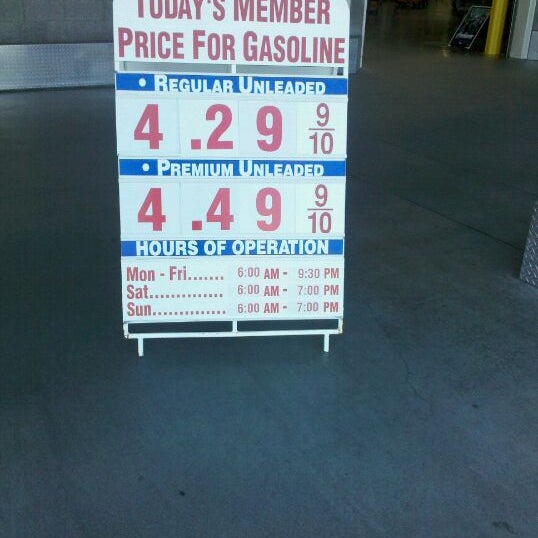 TODAY'S MEMBER
PRICE FOR GASOLINE
• REGULAR UNLEADED
4.29 9/10
• PREMIUM UNLEADED
4.49 9/10
HOURS OF OPERATION
Mon - Fri....... 6:00 AM - 9:30 PM
Sat.............. 6:00 AM - 7:00 PM
Sun.............. 6:00 AM - 7:00 PM